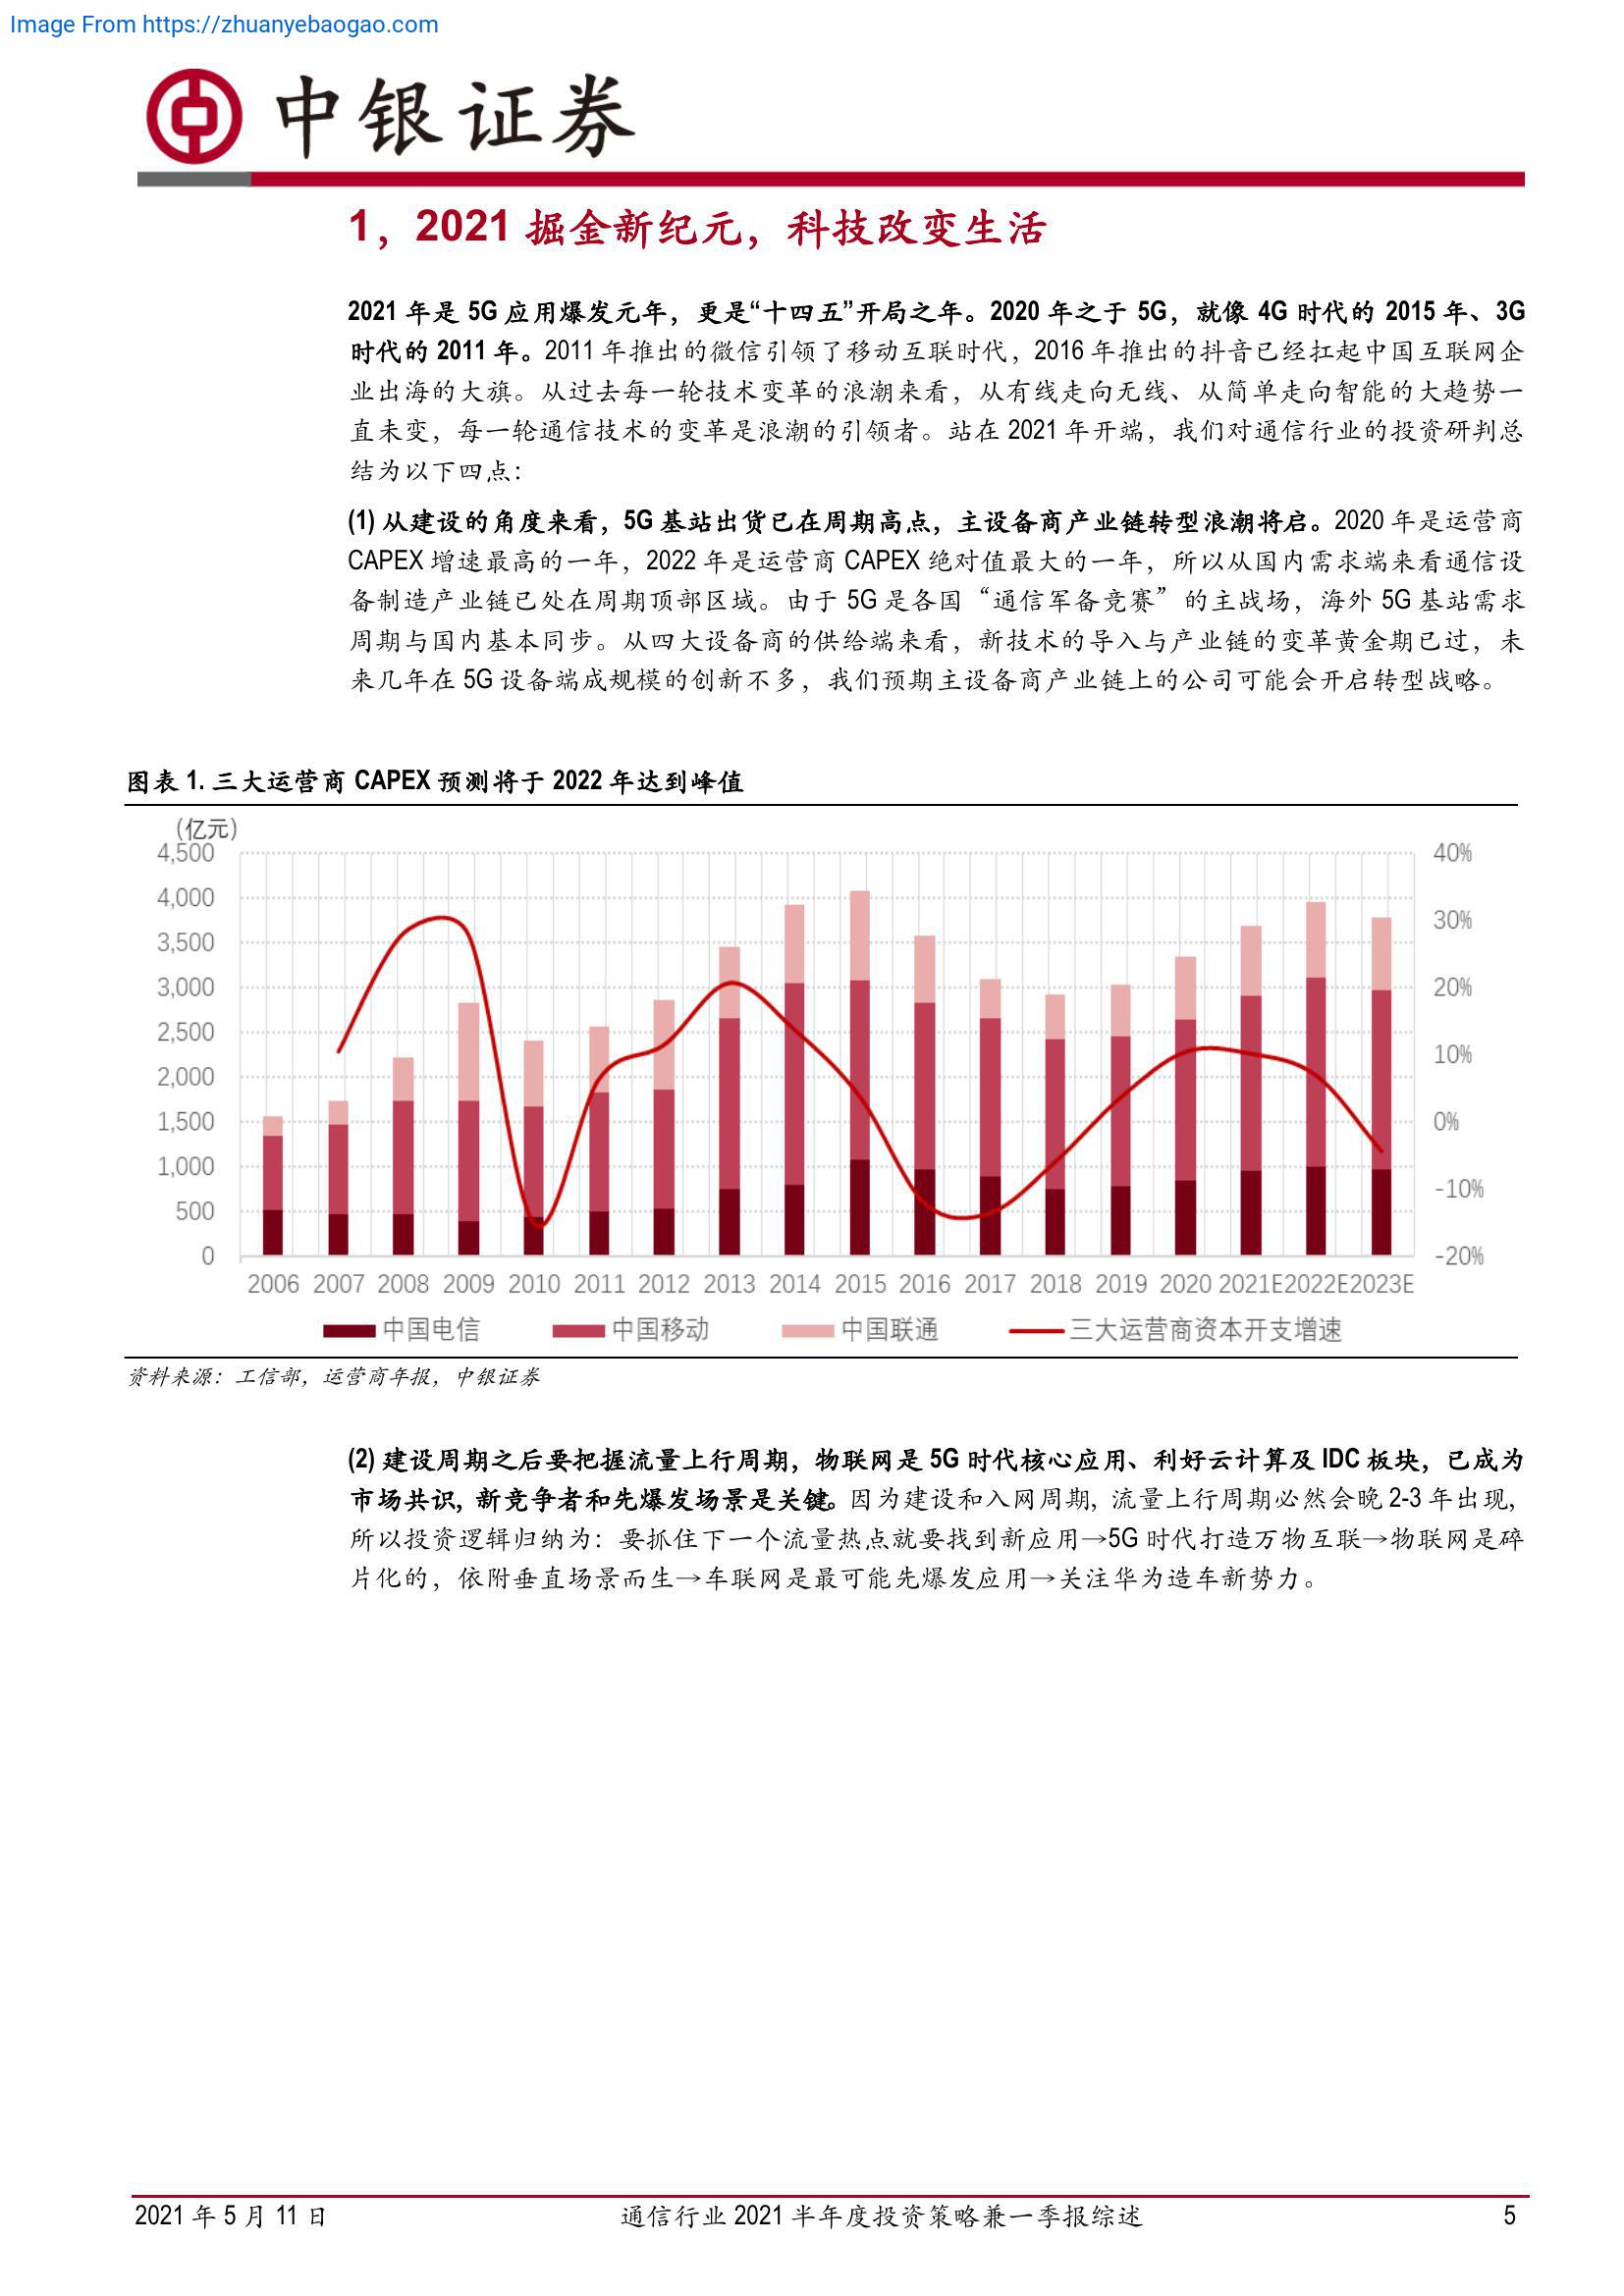 Image From https://zhuanyebaogao.com
中银证券
1，2021 掘金新纪元，科技改变生活
2021 年是 5G 应用爆发元年，更是“十四五”开局之年。2020 年之于 5G，就像 4G 时代的 2015 年、3G
时代的 2011 年。2011 年推出的微信引领了移动互联时代，2016 年推出的抖音已经扛起中国互联网企
业出海的大旗。从过去每一轮技术变革的浪潮来看，从有线走向无线、从简单走向智能的大趋势一
直未变，每一轮通信技术的变革是浪潮的引领者。站在 2021 年开端，我们对通信行业的投资研判总
结为以下四点：
(1) 从建设的角度来看，5G 基站出货已在周期高点，主设备商产业链转型浪潮将启。2020 年是运营商
CAPEX 增速最高的一年，2022 年是运营商 CAPEX 绝对值最大的一年，所以从国内需求端来看通信设
备制造产业链已处在周期顶部区域。由于 5G 是各国“通信军备竞赛”的主战场，海外 5G 基站需求
周期与国内基本同步。从四大设备商的供给端来看，新技术的导入与产业链的变革黄金期已过，未
来几年在 5G 设备端成规模的创新不多，我们预期主设备商产业链上的公司可能会开启转型战略。
图表 1. 三大运营商 CAPEX 预测将于 2022 年达到峰值
（亿元）
4,500 40%
4,000
3,500 30%
3,000 20%
2,500
2,000 10%
1,500 0%
1,000
500 -10%
0 -20%
2006 2007 2008 2009 2010 2011 2012 2013 2014 2015 2016 2017 2018 2019 2020 2021E 2022E 2023E
中国电信 中国移动 中国联通 三大运营商资本开支增速
资料来源：工信部，运营商年报，中银证券
(2) 建设周期之后要把握流量上行周期，物联网是 5G 时代核心应用、利好云计算及 IDC 板块，已成为
市场共识，新竞争者和先爆发场景是关键。因为建设和入网周期，流量上行周期必然会晚 2-3 年出现，
所以投资逻辑归纳为：要抓住下一个流量热点就要找到新应用→5G 时代打造万物互联→物联网是碎
片化的，依附垂直场景而生→车联网是最可能先爆发应用→关注华为造车新势力。
2021 年 5 月 11 日 通信行业 2021 半年度投资策略兼一季报综述 5